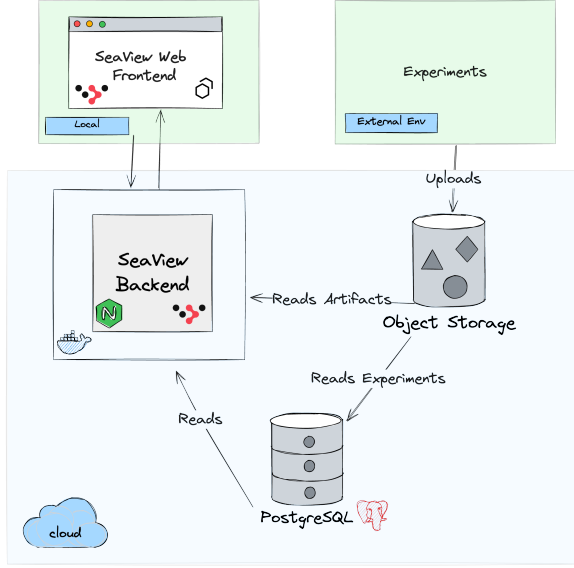 SeaView Web
Frontend
Local
Experiments
External Env
Uploads
SeaView
Backend
N
Reads Artifacts
Object Storage
Reads Experiments
Reads
PostgreSQL
cloud